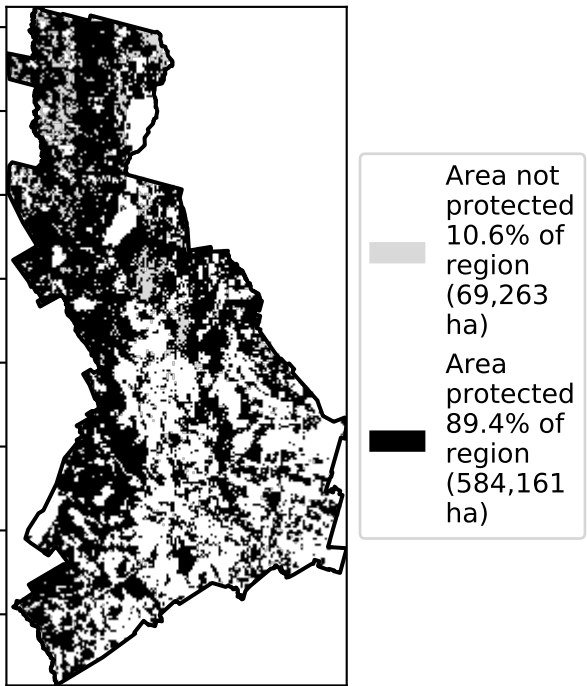 Area not
protected
10.6% of
region
(69,263
ha)
Area
protected
89.4% of
region
(584,161
ha)